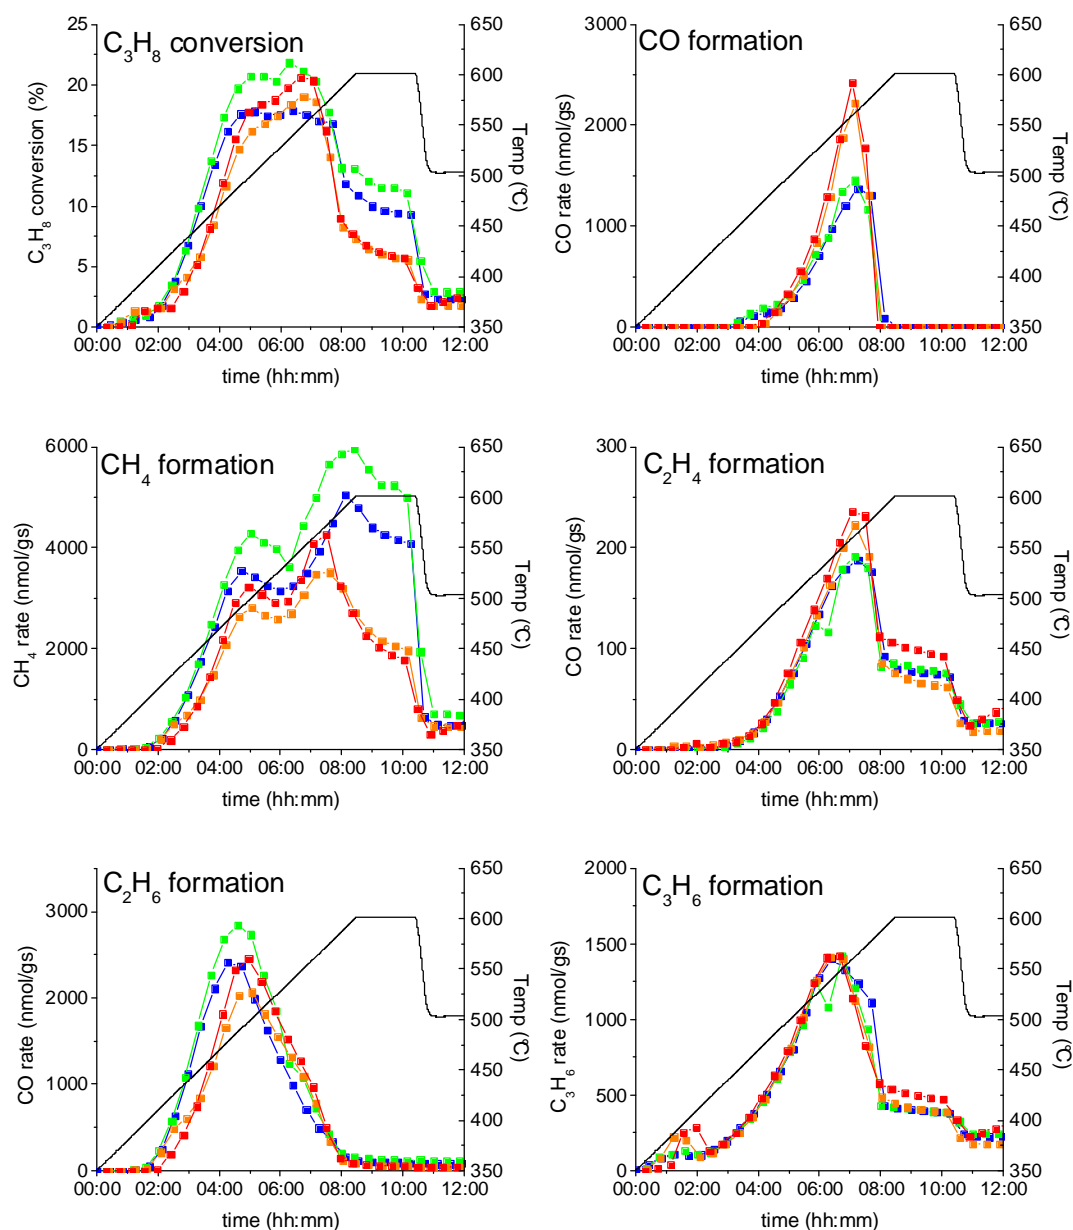 C3H8 conversion
C3H8 conversion (%)
25
20
15
10
5
0
650
600
550
500
450
400
350
Temp (°C)
00:00 02:00 04:00 06:00 08:00 10:00 12:00
time (hh:mm)
CO formation
CO rate (nmol/gs)
3000
2000
1000
0
650
600
550
500
450
400
350
Temp (°C)
00:00 02:00 04:00 06:00 08:00 10:00 12:00
time (hh:mm)
CH4 formation
CH4 rate (nmol/gs)
6000
4000
2000
0
650
600
550
500
450
400
350
Temp (°C)
00:00 02:00 04:00 06:00 08:00 10:00 12:00
time (hh:mm)
C2H4 formation
CO rate (nmol/gs)
300
200
100
0
650
600
550
500
450
400
350
Temp (°C)
00:00 02:00 04:00 06:00 08:00 10:00 12:00
time (hh:mm)
C2H6 formation
CO rate (nmol/gs)
3000
2000
1000
0
650
600
550
500
450
400
350
Temp (°C)
00:00 02:00 04:00 06:00 08:00 10:00 12:00
time (hh:mm)
C3H6 formation
C3H6 rate (nmol/gs)
2000
1500
1000
500
0
650
600
550
500
450
400
350
Temp (°C)
00:00 02:00 04:00 06:00 08:00 10:00 12:00
time (hh:mm)